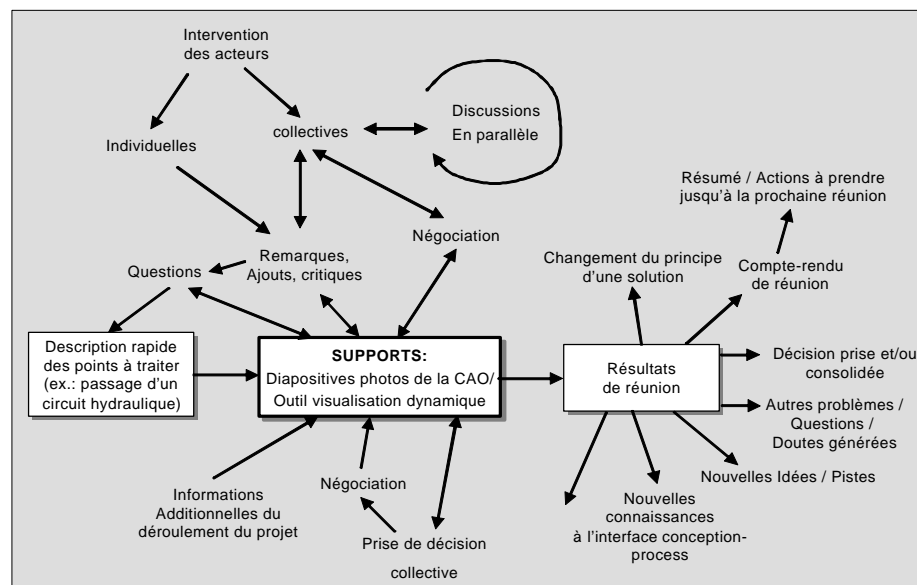 Intervention
des acteurs
Individuelles
collectives
Discussions
En parallèle
Résumé / Actions à prendre
jusqu'à la prochaine réunion
Questions
Remarques,
Ajouts, critiques
Négociation
Changement du principe
d'une solution
Compte-rendu
de réunion
Description rapide
des points à traiter
(ex.: passage d'un
circuit hydraulique)
SUPPORTS:
Diapositives photos de la CAO/
Outil visualisation dynamique
Résultats
de réunion
Décision prise et/ou
consolidée
Autres problèmes /
Questions /
Doutes générées
Nouvelles Idées / Pistes
Informations
Additionnelles du
déroulement du projet
Négociation
Prise de décision
collective
Nouvelles
connaissances
à l'interface conception-
process